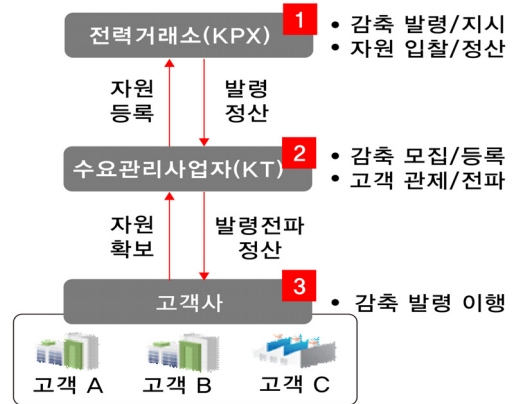 전력거래소(KPX)
1
• 감축 발령/지시
• 자원 입찰/정산
자원
등록
발령
정산
수요관리사업자(KT)
2
• 감축 모집/등록
• 고객 관제/전파
자원
확보
발령전파
정산
고객사
3
• 감축 발령 이행
고객 A
고객 B
고객 C